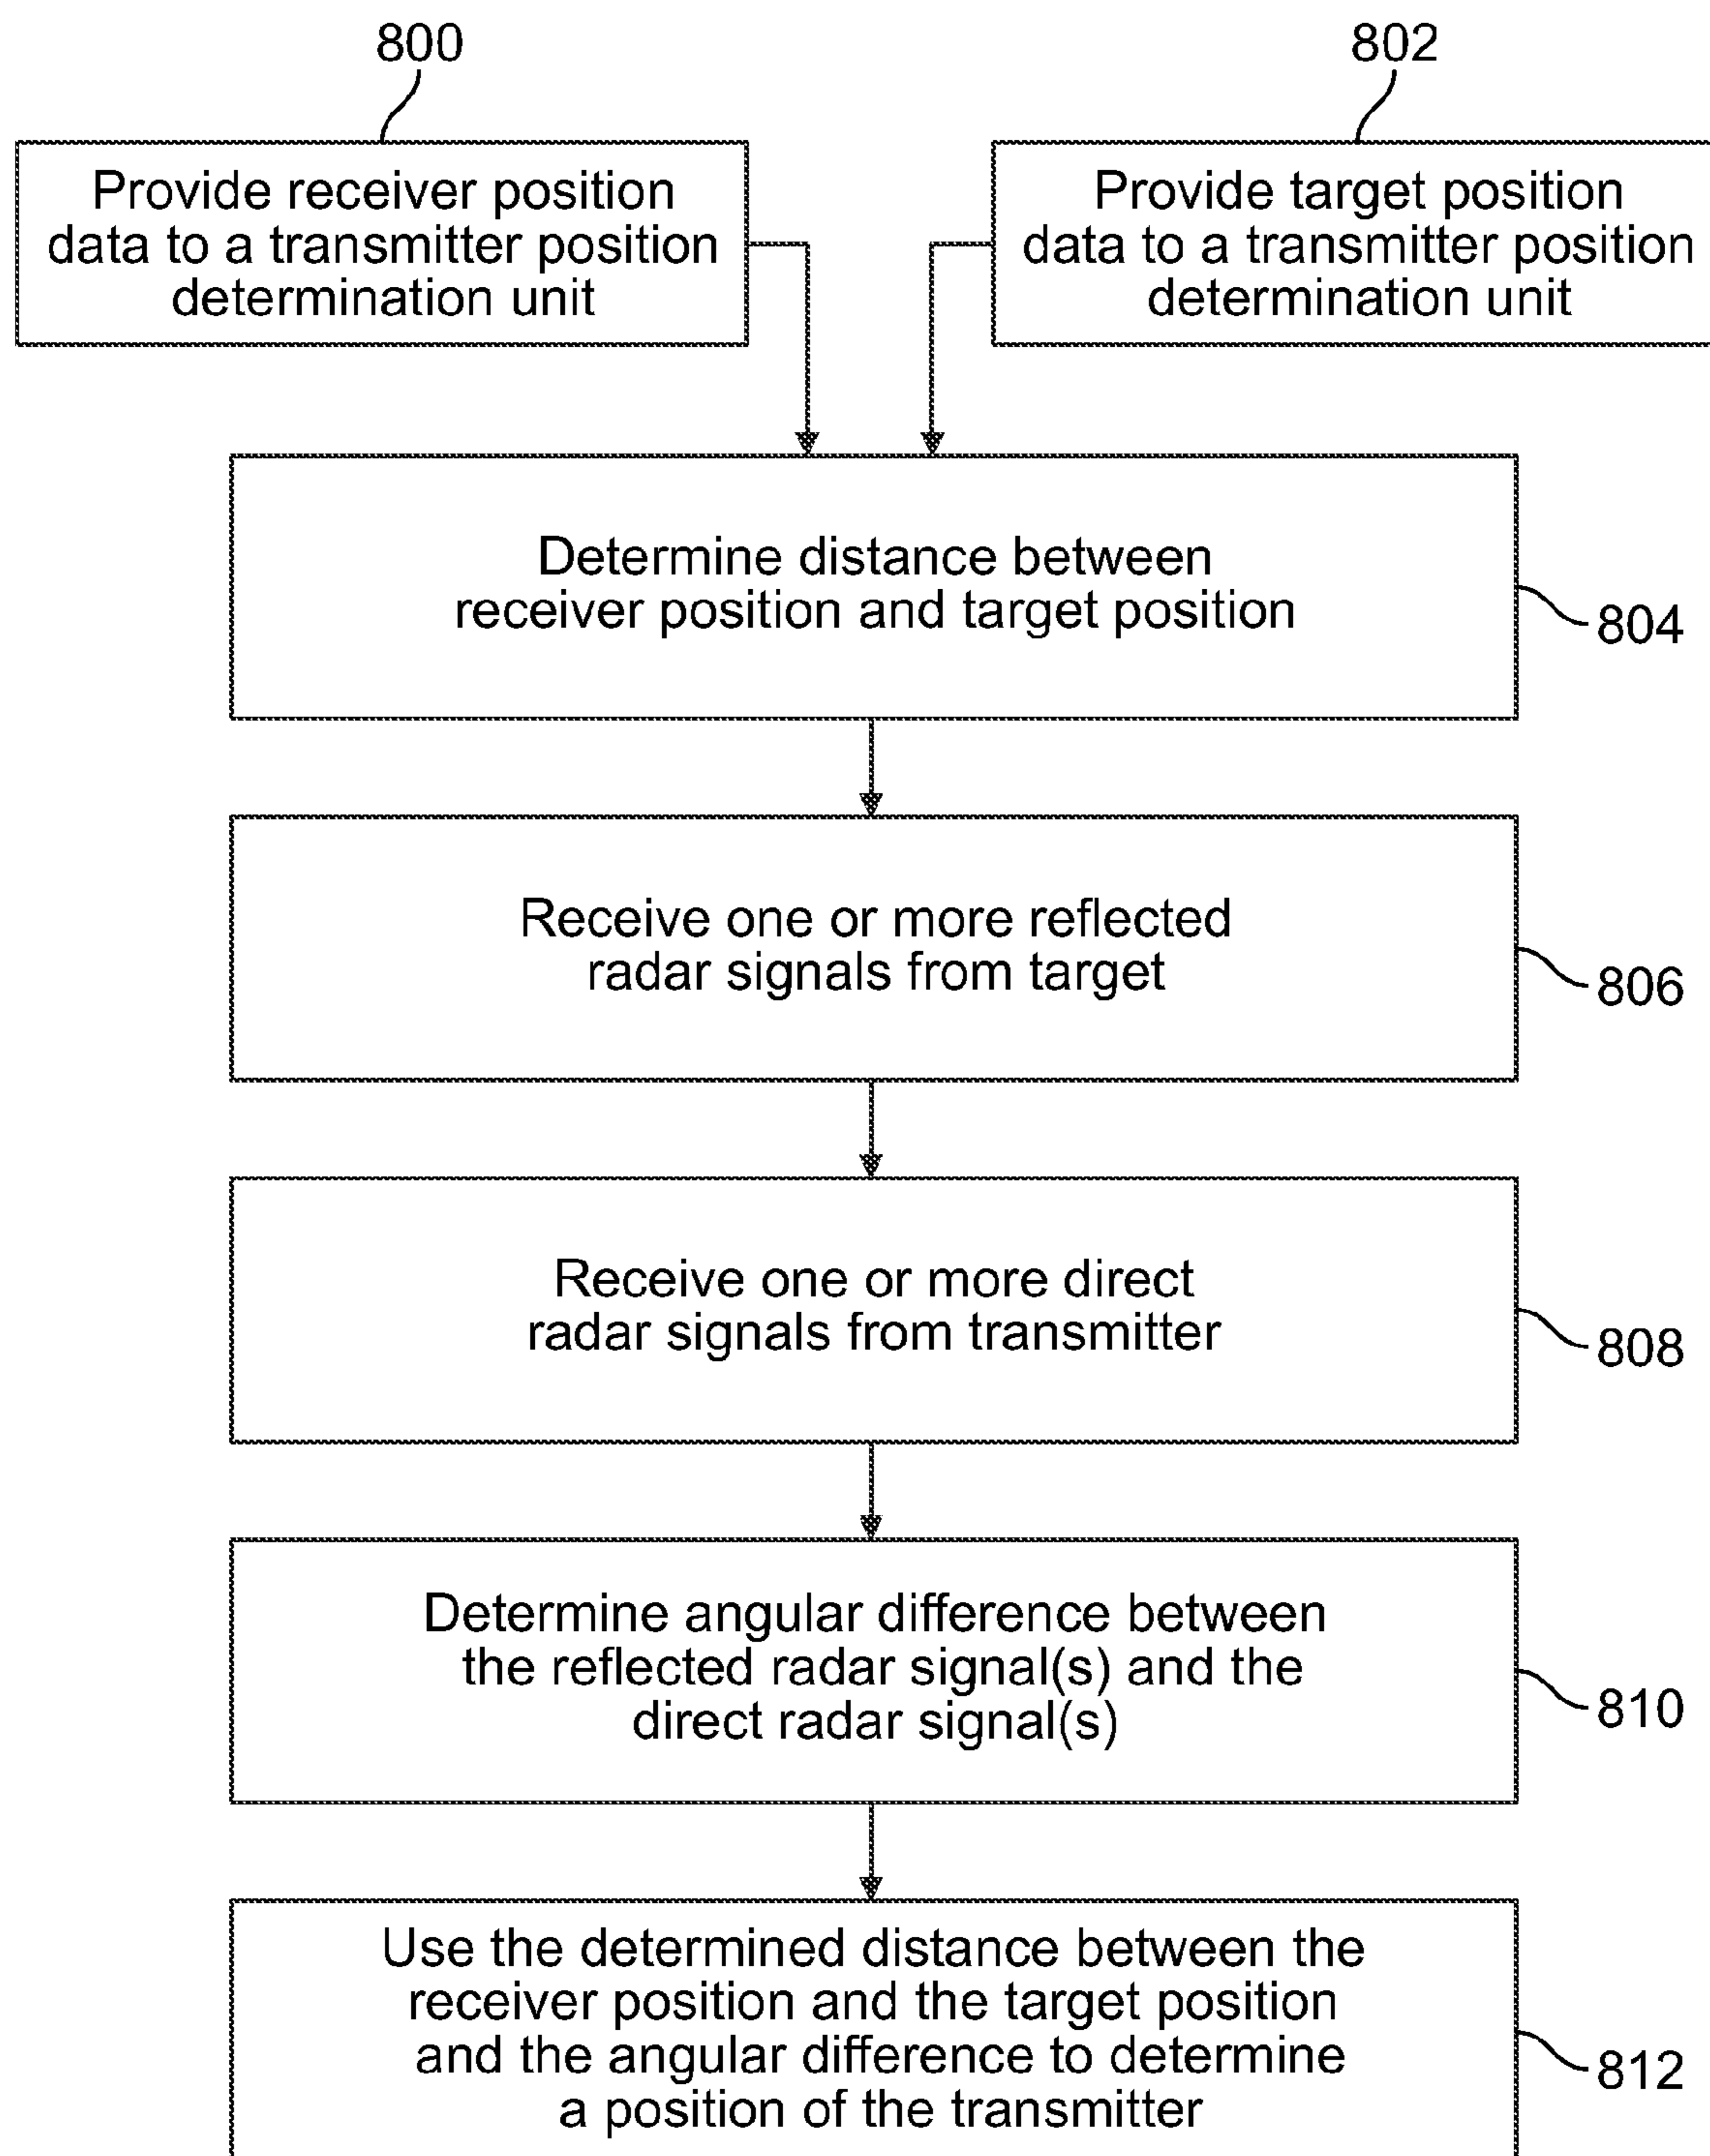 800
802
Provide receiver position
data to a transmitter position
determination unit
Provide target position
data to a transmitter position
determination unit
Determine distance between
receiver position and target position
804
Receive one or more reflected
radar signals from target
806
Receive one or more direct
radar signals from transmitter
808
Determine angular difference between
the reflected radar signal(s) and the
direct radar signal(s)
810
Use the determined distance between the
receiver position and the target position
and the angular difference to determine
a position of the transmitter
812